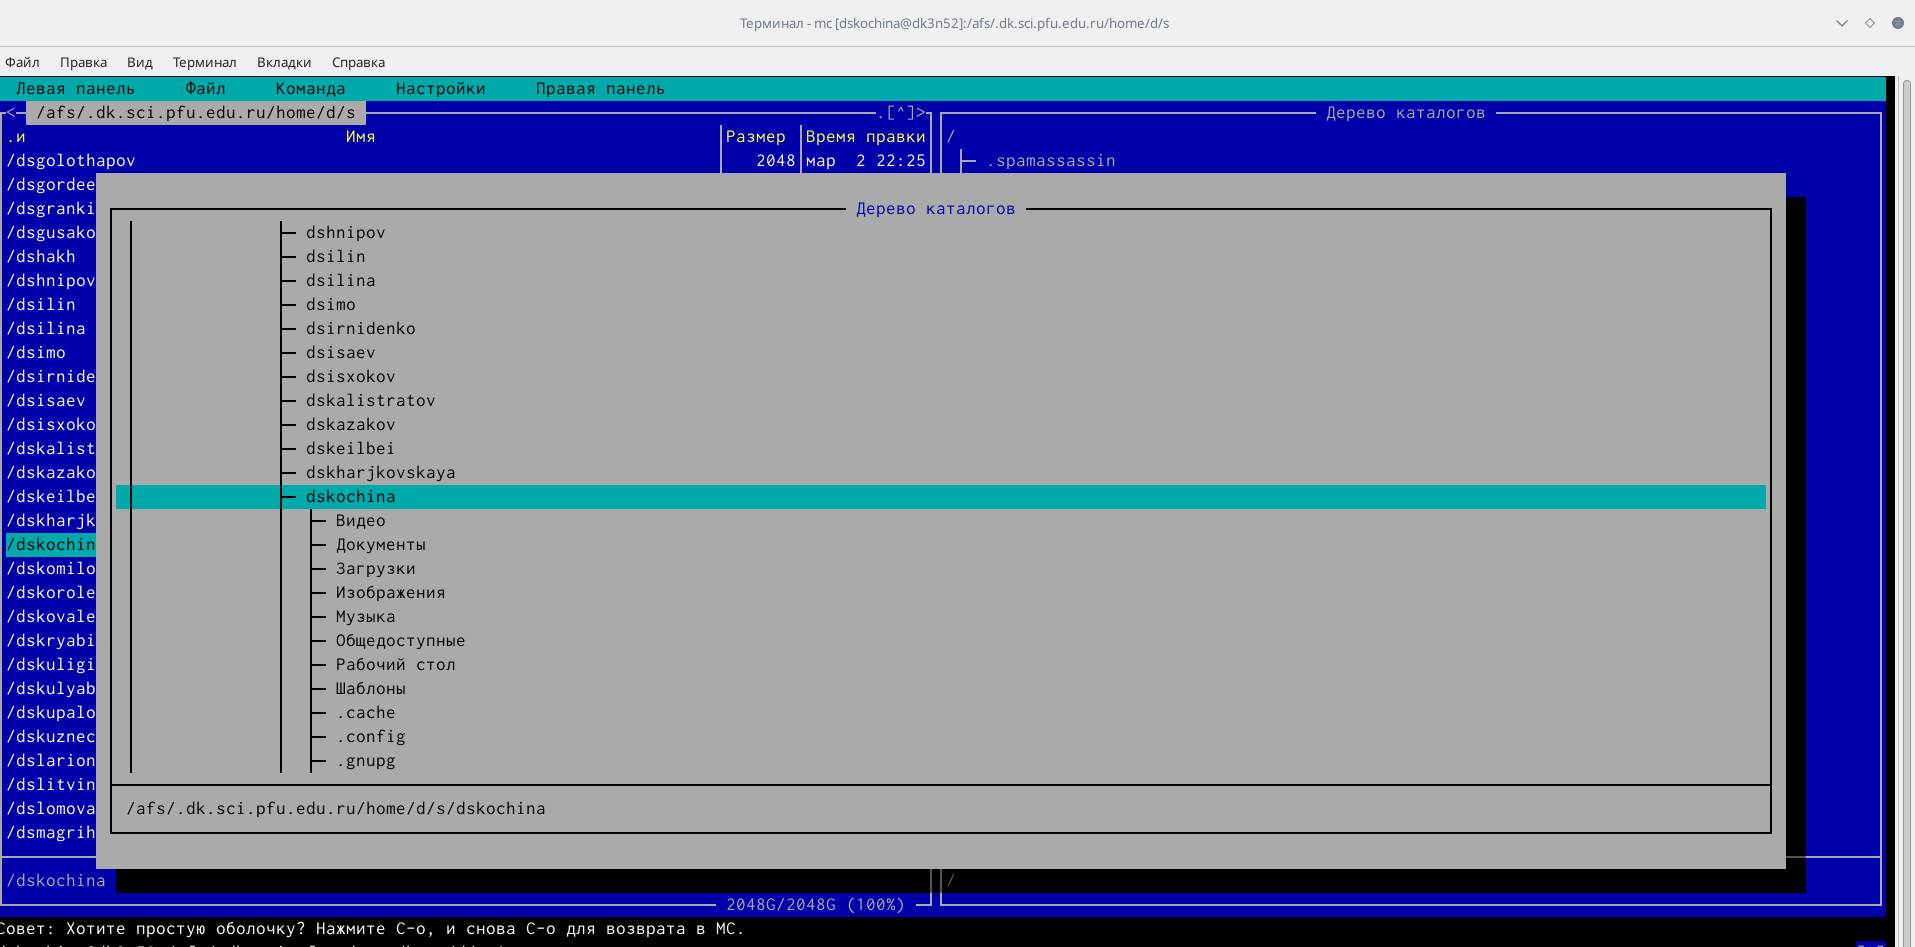 Терминал - mc [dskochina@dk3n52]:/afs/.dk.sci.pfu.edu.ru/home/d/s
Файл Правка Вид Терминал Вкладки Справка
Левая панель Файл Команда Настройки Правая панель
<- /afs/.dk.sci.pfu.edu.ru/home/d/s .[^]> Дерево каталогов
.и Имя Размер Время правки /
/dsgolothapov 2048 мар 2 22:25 .spamassassin
/dsgordee
/dsgranki Дерево каталогов
/dsgusako dshnipov
/dshakh dsilin
/dshnipov dsilina
/dsilin dsimo
/dsilina dsirnidenko
/dsimo dsisaev
/dsirnide dsisxokov
/dsisaev dskalistratov
/dsisxoko dskazakov
/dskalist dskeilbei
/dskazako dskharjkovskaya
/dskeilbe dskochina
/dskharjk Видео
/dskochin Документы
/dskomilo Загрузки
/dskorole Изображения
/dskovale Музыка
/dskryabi Общедоступные
/dskuligi Рабочий стол
/dskulyab Шаблоны
/dskupalo .cache
/dskuznec .config
/dslarion .gnupg
/dslitvin
/dslomova /afs/.dk.sci.pfu.edu.ru/home/d/s/dskochina
/dsmagrih
/dskochina /
2048G/2048G (100%)
Совет: Хотите простую оболочку? Нажмите C-o, и снова C-o для возврата в MC.